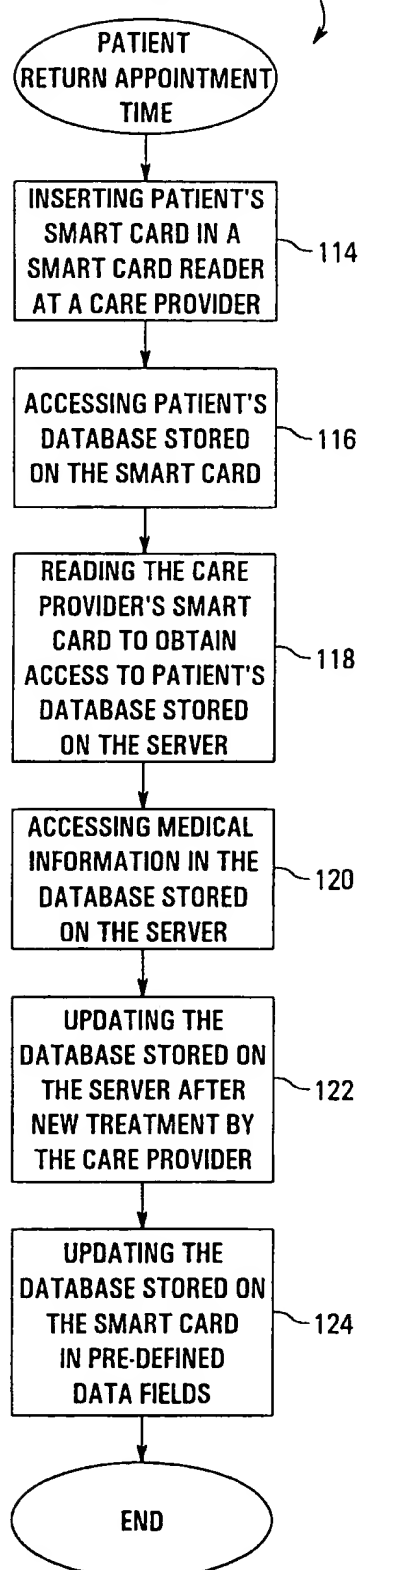 PATIENT
RETURN APPOINTMENT
TIME
INSERTING PATIENT'S
SMART CARD IN A
SMART CARD READER
AT A CARE PROVIDER
114
ACCESSING PATIENT'S
DATABASE STORED
ON THE SMART CARD
116
READING THE CARE
PROVIDER'S SMART
CARD TO OBTAIN
ACCESS TO PATIENT'S
DATABASE STORED
ON THE SERVER
118
ACCESSING MEDICAL
INFORMATION IN THE
DATABASE STORED
ON THE SERVER
120
UPDATING THE
DATABASE STORED ON
THE SERVER AFTER
NEW TREATMENT BY
THE CARE PROVIDER
122
UPDATING THE
DATABASE STORED ON
THE SMART CARD
IN PRE-DEFINED
DATA FIELDS
124
END